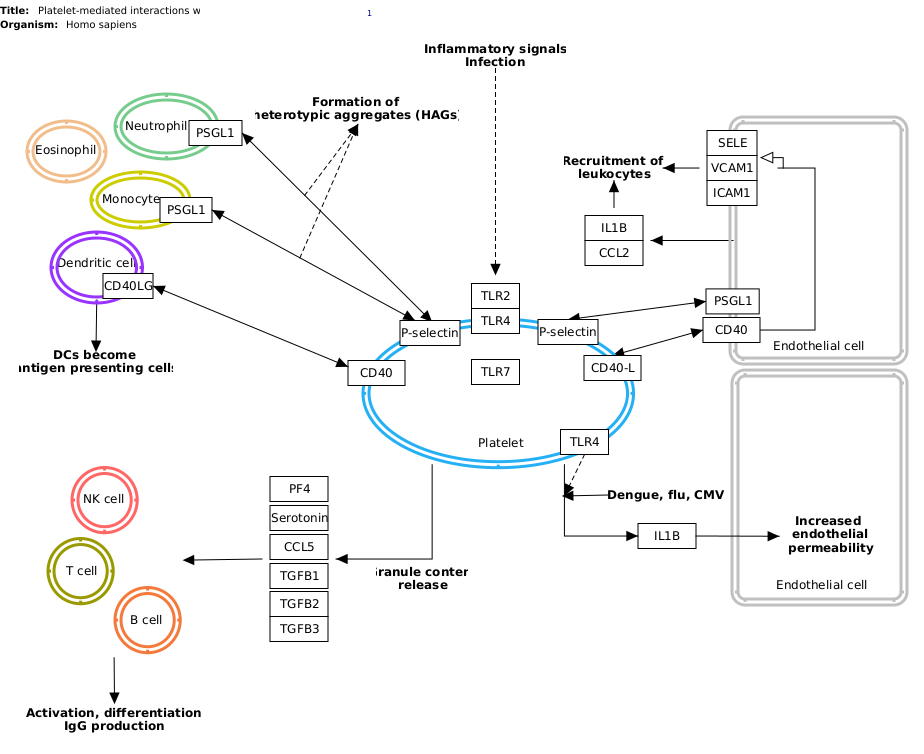 Title: Platelet-mediated interactions w
1
Organism: Homo sapiens
Inflammatory signals
Infection
Formation of
heterotypic aggregates (HAGs)
Neutrophil
PSGL1
Eosinophil
Monocyte
PSGL1
Dendritic cell
CD40LG
DCs become
antigen presenting cells
SELE
VCAM1
ICAM1
Recruitment of
leukocytes
IL1B
CCL2
TLR2
TLR4
P-selectin
P-selectin
PSGL1
CD40
Endothelial cell
CD40
TLR7
CD40-L
Platelet
TLR4
Dengue, flu, CMV
IL1B
Increased
endothelial
permeability
Endothelial cell
NK cell
T cell
B cell
PF4
Serotonin
CCL5
TGFB1
TGFB2
TGFB3
release
Activation, differentiation
IgG production